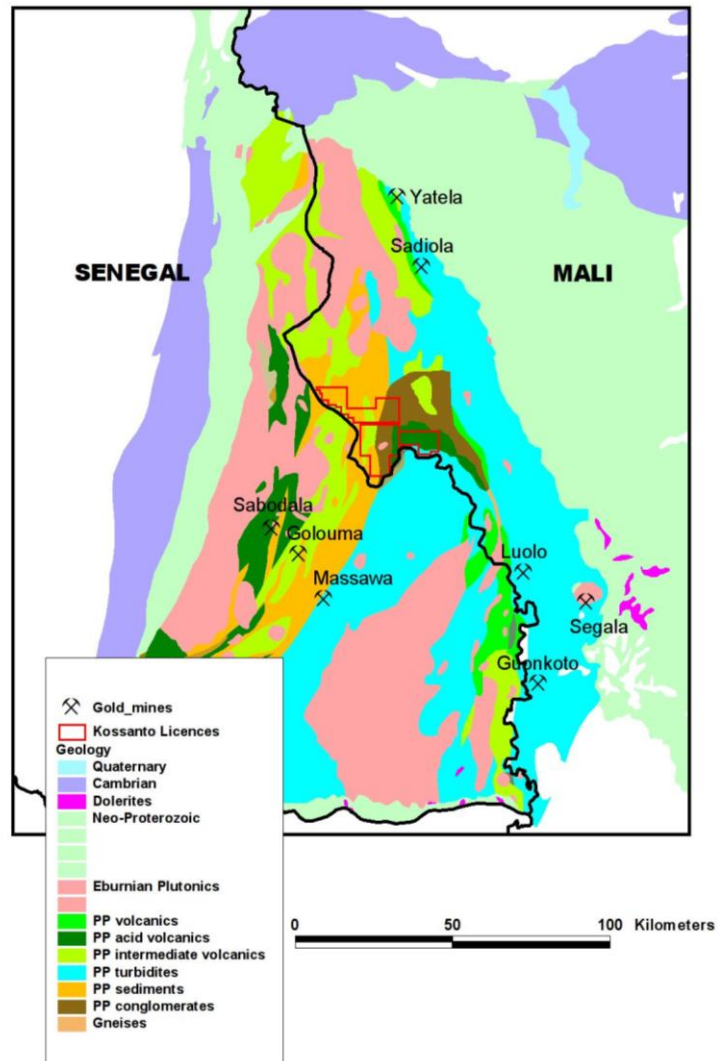 Yatela
Sadiola
SENEGAL
MALI
Sabodala
Golouma
Massawa
Luolo
Segala
Guonkoto
Gold_mines
Kossanto Licences
Geology
Quaternary
Cambrian
Dolerites
Neo-Proterozoic
Eburnian Plutonics
PP volcanics
PP acid volcanics
PP intermediate volcanics
PP turbidites
PP sediments
PP conglomerates
Gneises
0 50 100 Kilometers